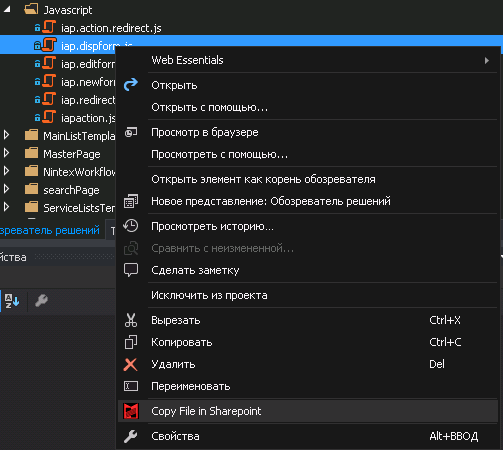 Javascript
iap.action.redirect.js
iap.dispform.js
iap.editform
iap.newform
iap.redirect
iapaction.js
MainListTempla
MasterPage
NintexWorkflow
searchPage
ServiceListsTem
зреватель решений
йства
Web Essentials
Открыть
Открыть с помощью...
Просмотр в браузере
Просмотреть с помощью...
Открыть элемент как корень обозревателя
Новое представление: Обозреватель решений
Просмотреть историю...
Сравнить с неизмененной...
Сделать заметку
Исключить из проекта
Вырезать Ctrl+X
Копировать Ctrl+C
Удалить Del
Переименовать
Copy File in Sharepoint
Свойства Alt+ВВОД